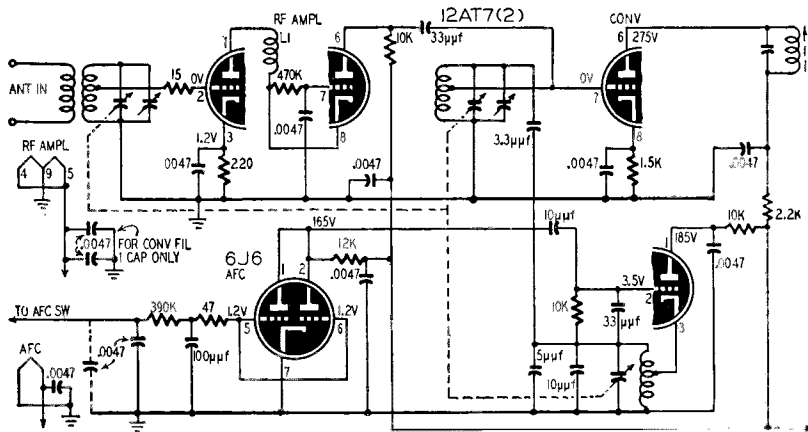 12AT7(2)
RF AMPL
CONV
1
L1
6
10K
33µµf
6
275V
ANT IN
15
0V
2
470K
7
0V
7
3
8
8
1.2V
3.3µµf
RF AMPL
.0047
220
.0047
.0047
.0047
1.5K
.0047
4 9 5
2.2K
165V
10µµf
10K
.0047
FOR CONV FIL
1 CAP ONLY
6J6
AFC
1 2
12K
.0047
1
185V
.0047
3.5V
2
TO AFC SW
390K
47
1.2V
5
1.2V
6
10K
33µµf
3
AFC
.0047
100µµf
7
5µµf
.0047
10µµf